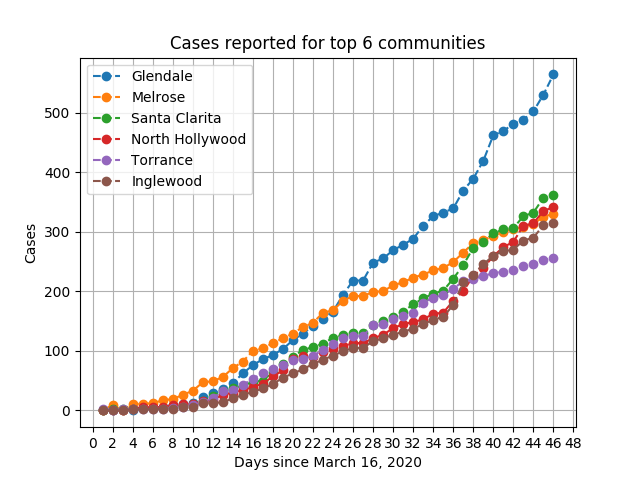 Cases reported for top 6 communities
Glendale
Melrose
Santa Clarita
North Hollywood
Torrance
Inglewood
500
400
300
200
100
0
Cases
0 2 4 6 8 10 12 14 16 18 20 22 24 26 28 30 32 34 36 38 40 42 44 46 48
Days since March 16, 2020